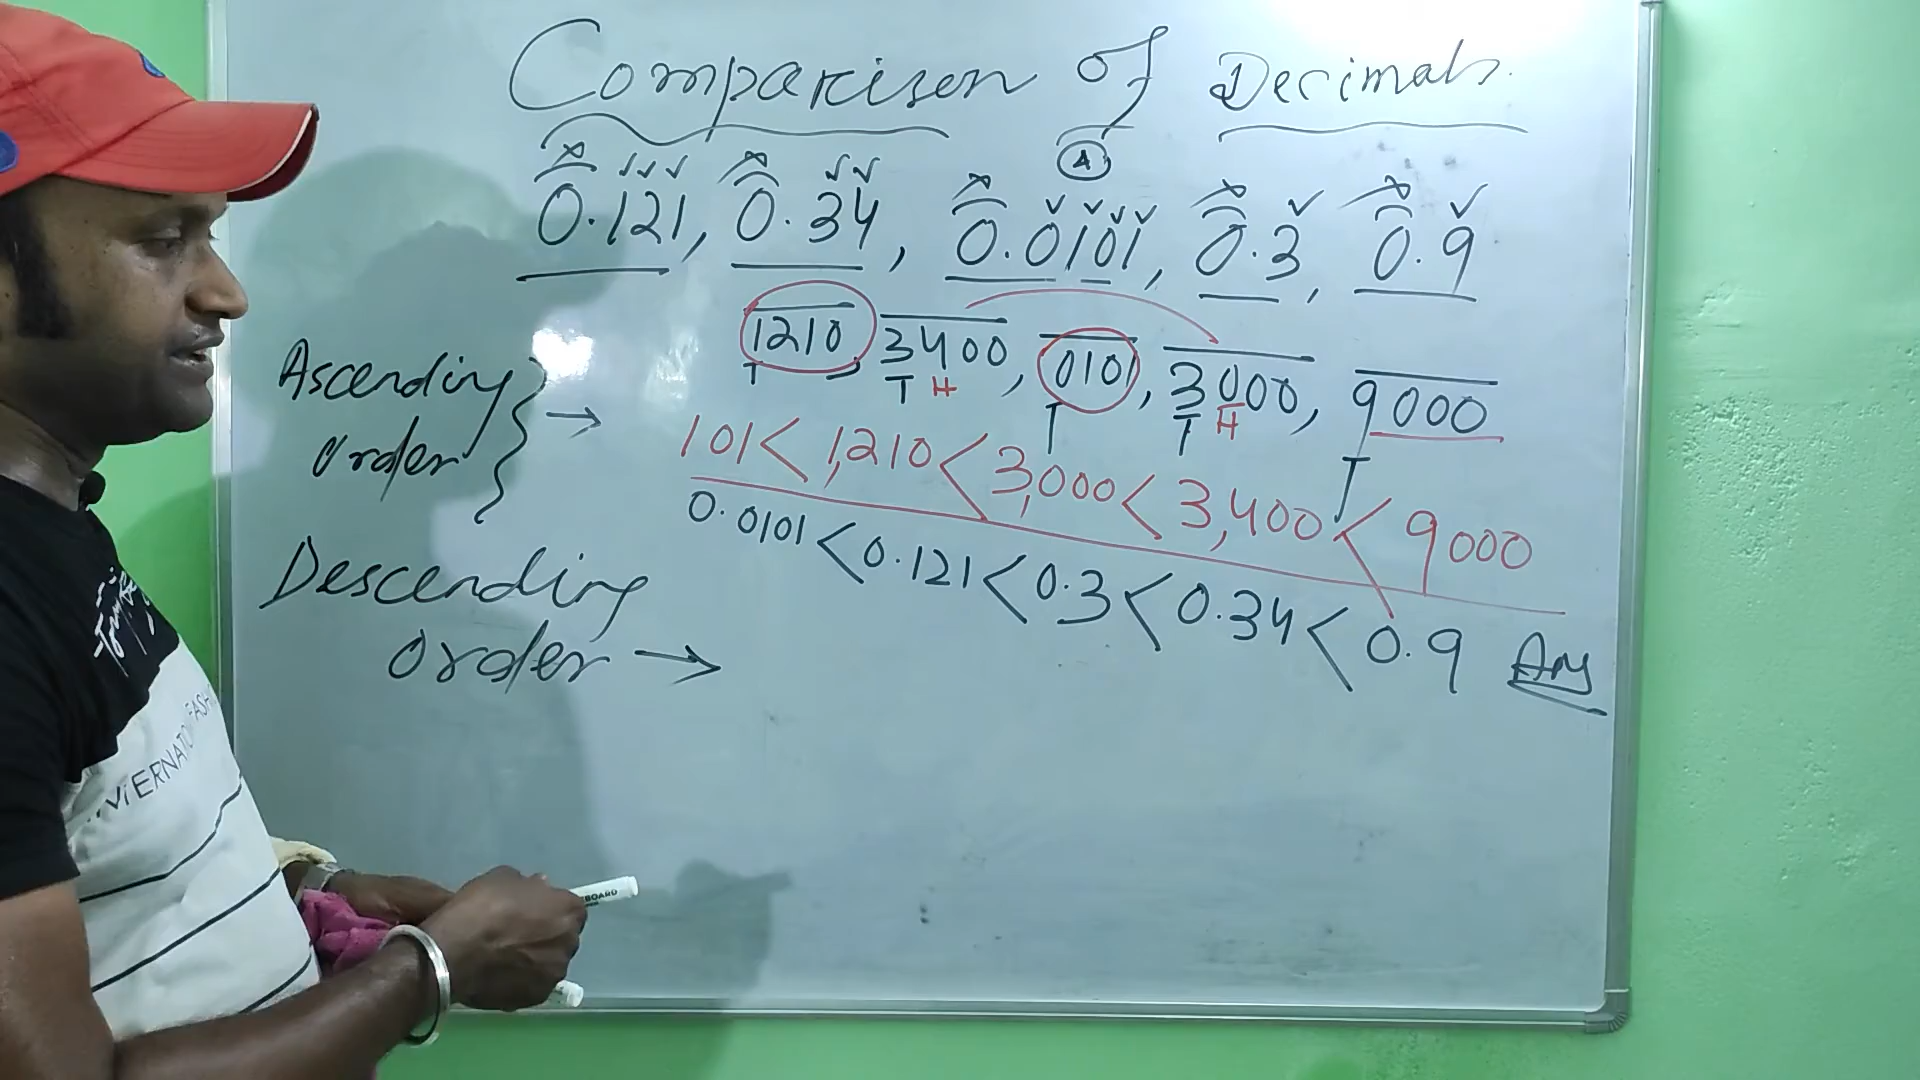 Comparison of Decimals.
4
0.121, 0.34, 0.0101, 0.3, 0.9
1210, 3400, 0101, 3000, 9000
T T H T T H T
Ascending
Order
→
101 < 1,210 < 3,000 < 3,400 < 9000
0.0101 < 0.121 < 0.3 < 0.34 < 0.9 Ans
Descending
Order →
BOARD